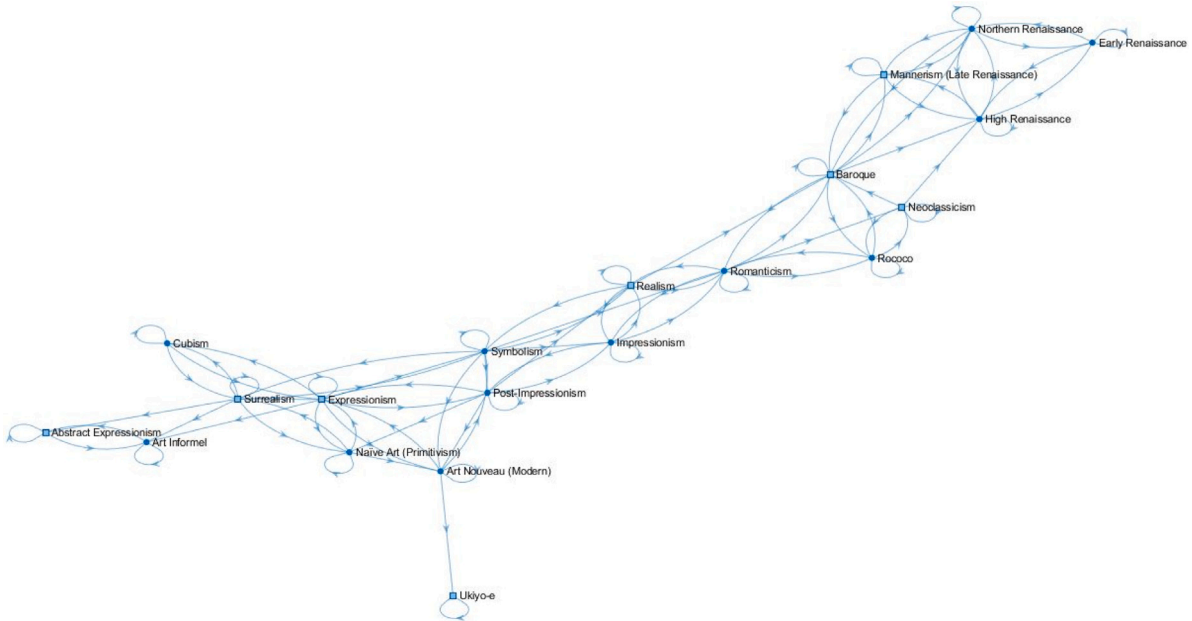 Northern Renaissance
Early Renaissance
Mannerism (Late Renaissance)
High Renaissance
Baroque
Neoclassicism
Rococo
Romanticism
Realism
Impressionism
Cubism
Symbolism
Post-Impressionism
Surrealism
Expressionism
Abstract Expressionism
Art Informel
Naïve Art (Primitivism)
Art Nouveau (Modern)
Ukiyo-e